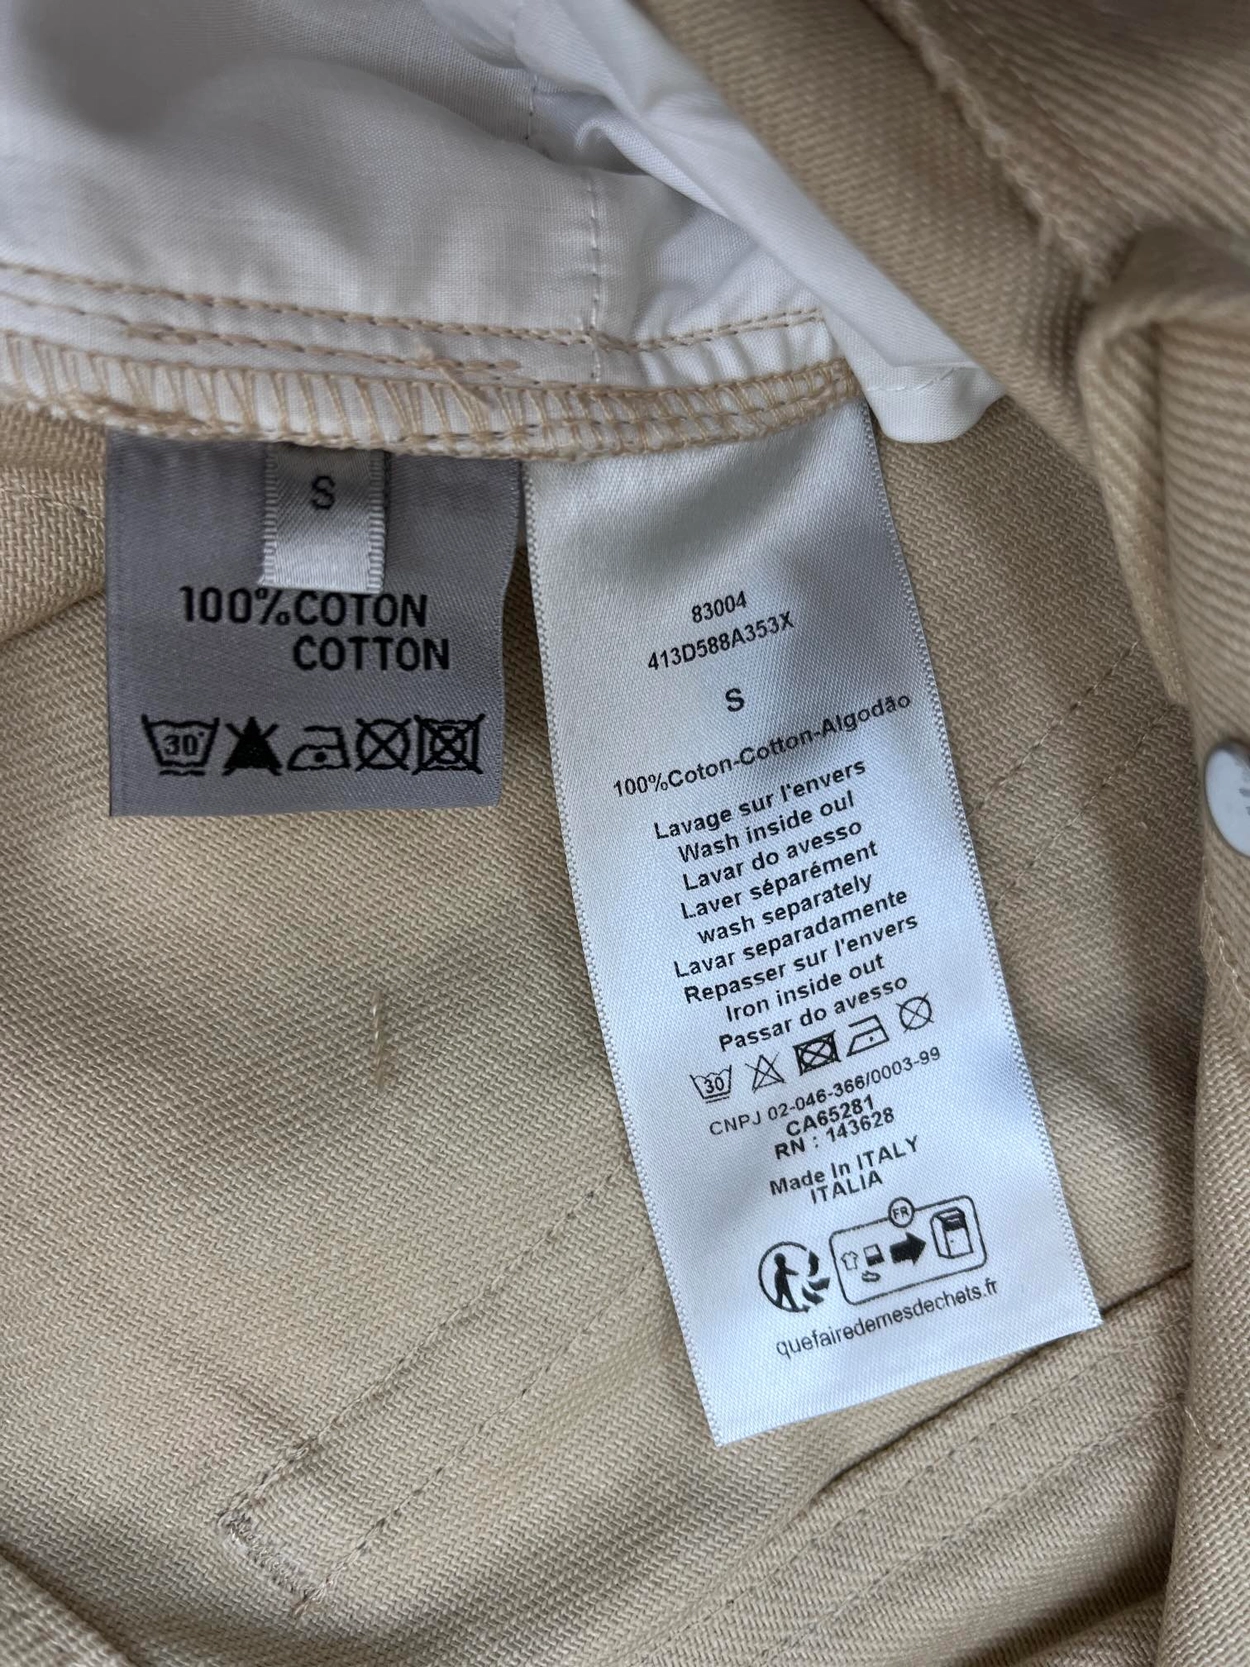 S
100%COTON
COTTON
30°
83004
413D588A353X
S
100%Coton-Cotton-Algodão
Lavage sur l'envers
Wash inside oul
Lavar do avesso
Laver séparément
wash separately
Lavar separadamente
Repasser sur l'envers
Iron inside out
Passar do avesso
30
CNPJ 02-046-366/0003-99
CA65281
RN : 143628
Made In ITALY
ITALIA
FR
quefairedemesdechets.fr